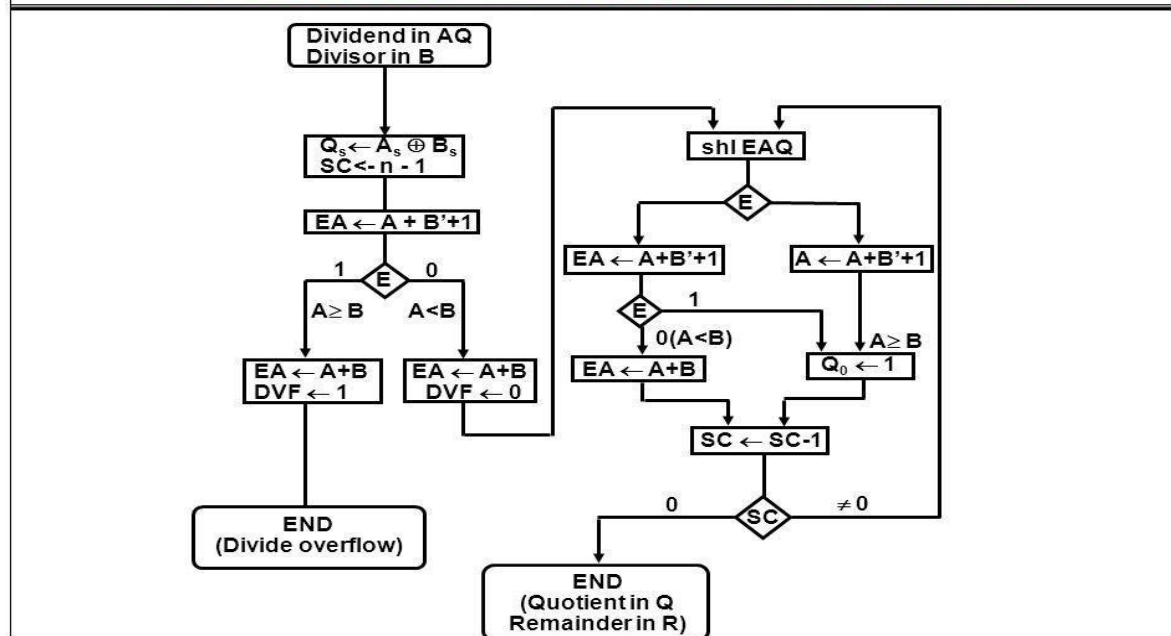 Dividend in AQ
Divisor in B
Qs ← As ⊕ Bs
SC<- n - 1
EA ← A + B’+1
1
E
0
A≥ B
A<B
EA ← A+B
DVF ← 1
EA ← A+B
DVF ← 0
END
(Divide overflow)
shl EAQ
E
EA ← A+B’+1
A ← A+B’+1
E
1
0(A<B)
A≥ B
EA ← A+B
Q0 ← 1
SC ← SC-1
0
SC
≠ 0
END
(Quotient in Q
Remainder in R)